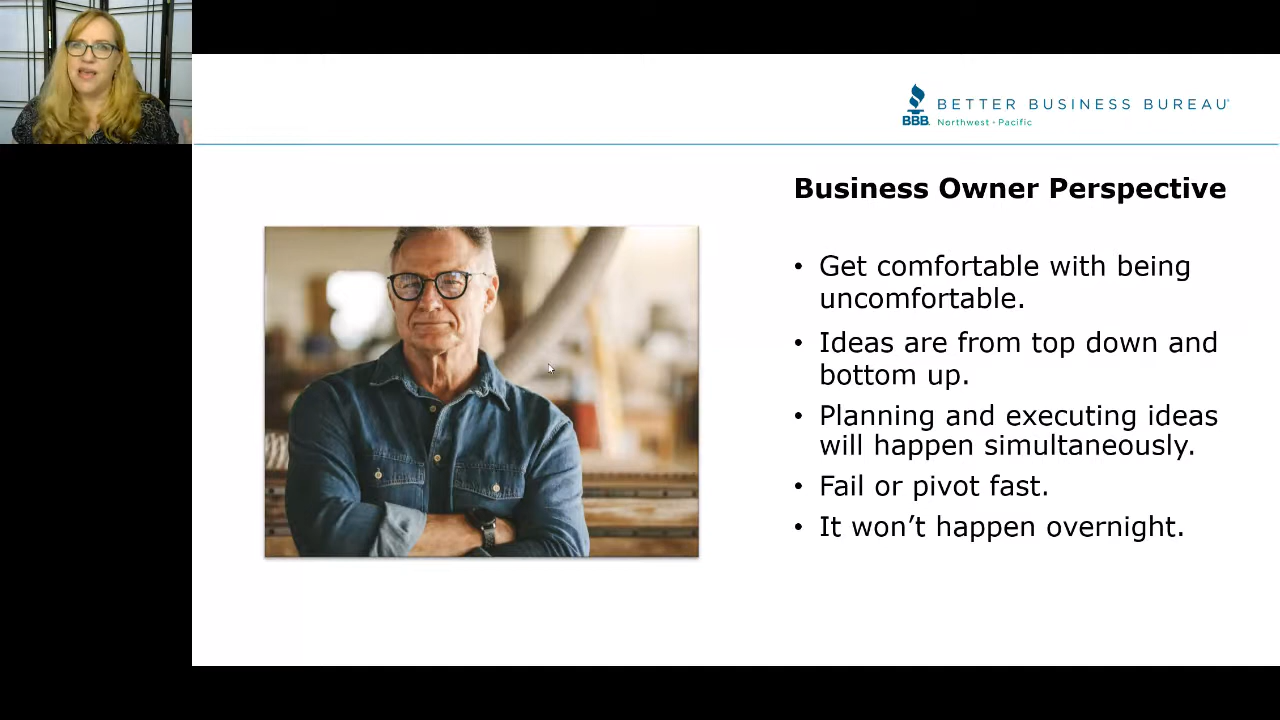 BETTER BUSINESS BUREAU
BBB. Northwest + Pacific
Business Owner Perspective
• Get comfortable with being
uncomfortable.
• Ideas are from top down and
bottom up.
• Planning and executing ideas
will happen simultaneously.
• Fail or pivot fast.
• It won’t happen overnight.